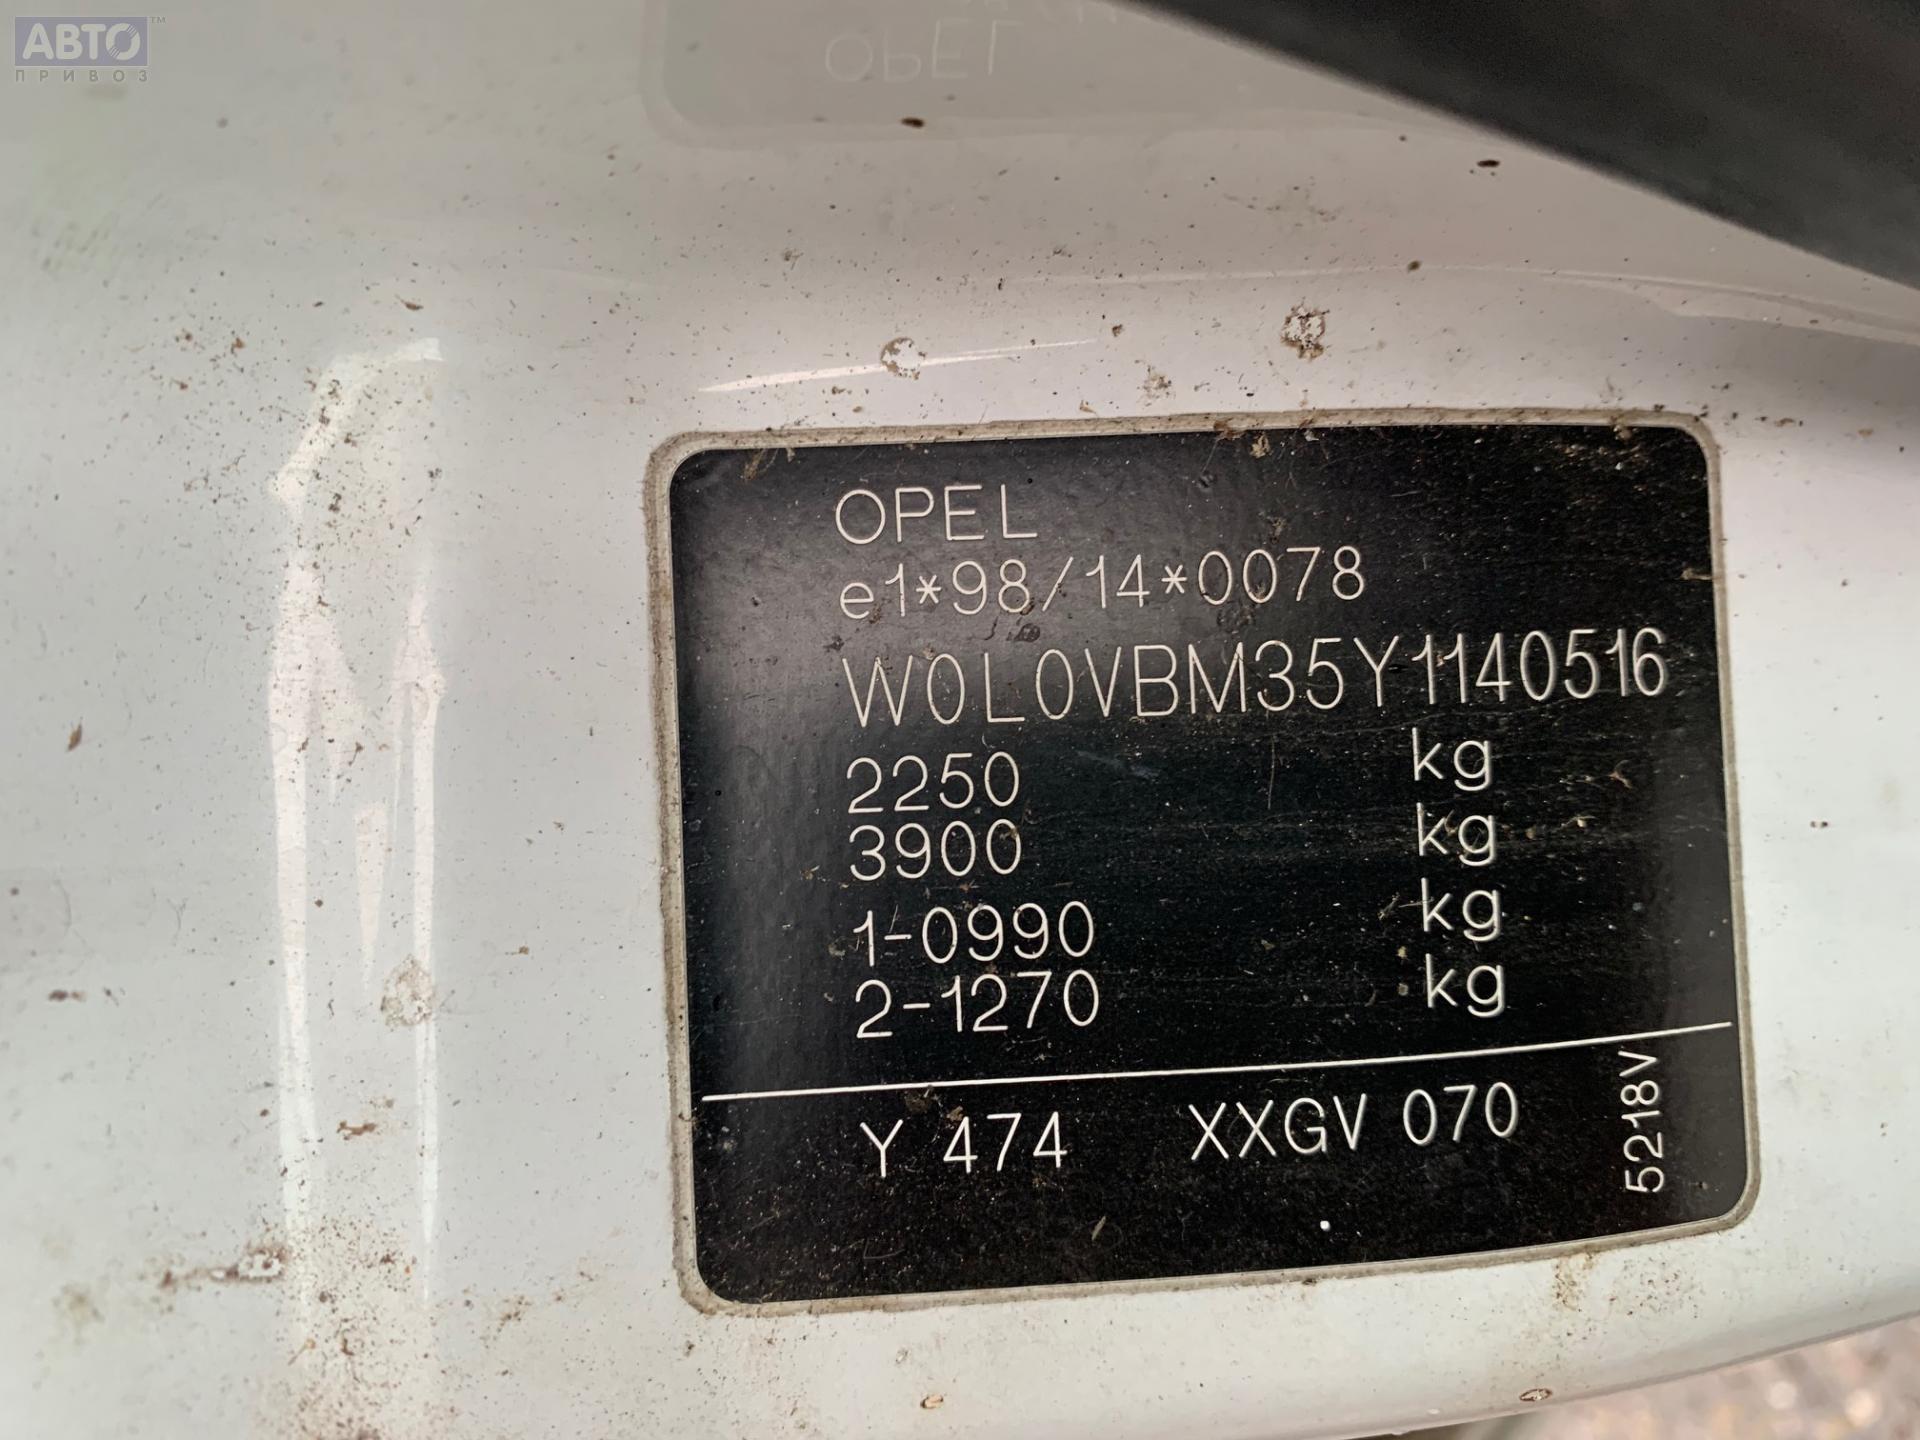 АВТО™
ПРИВОЗ
OPEL
OPEL
e1*98/14*0078
W0L0VBM35Y1140516
2250 kg
3900 kg
1-0990 kg
2-1270 kg
Y 474 XXGV 070
5218V